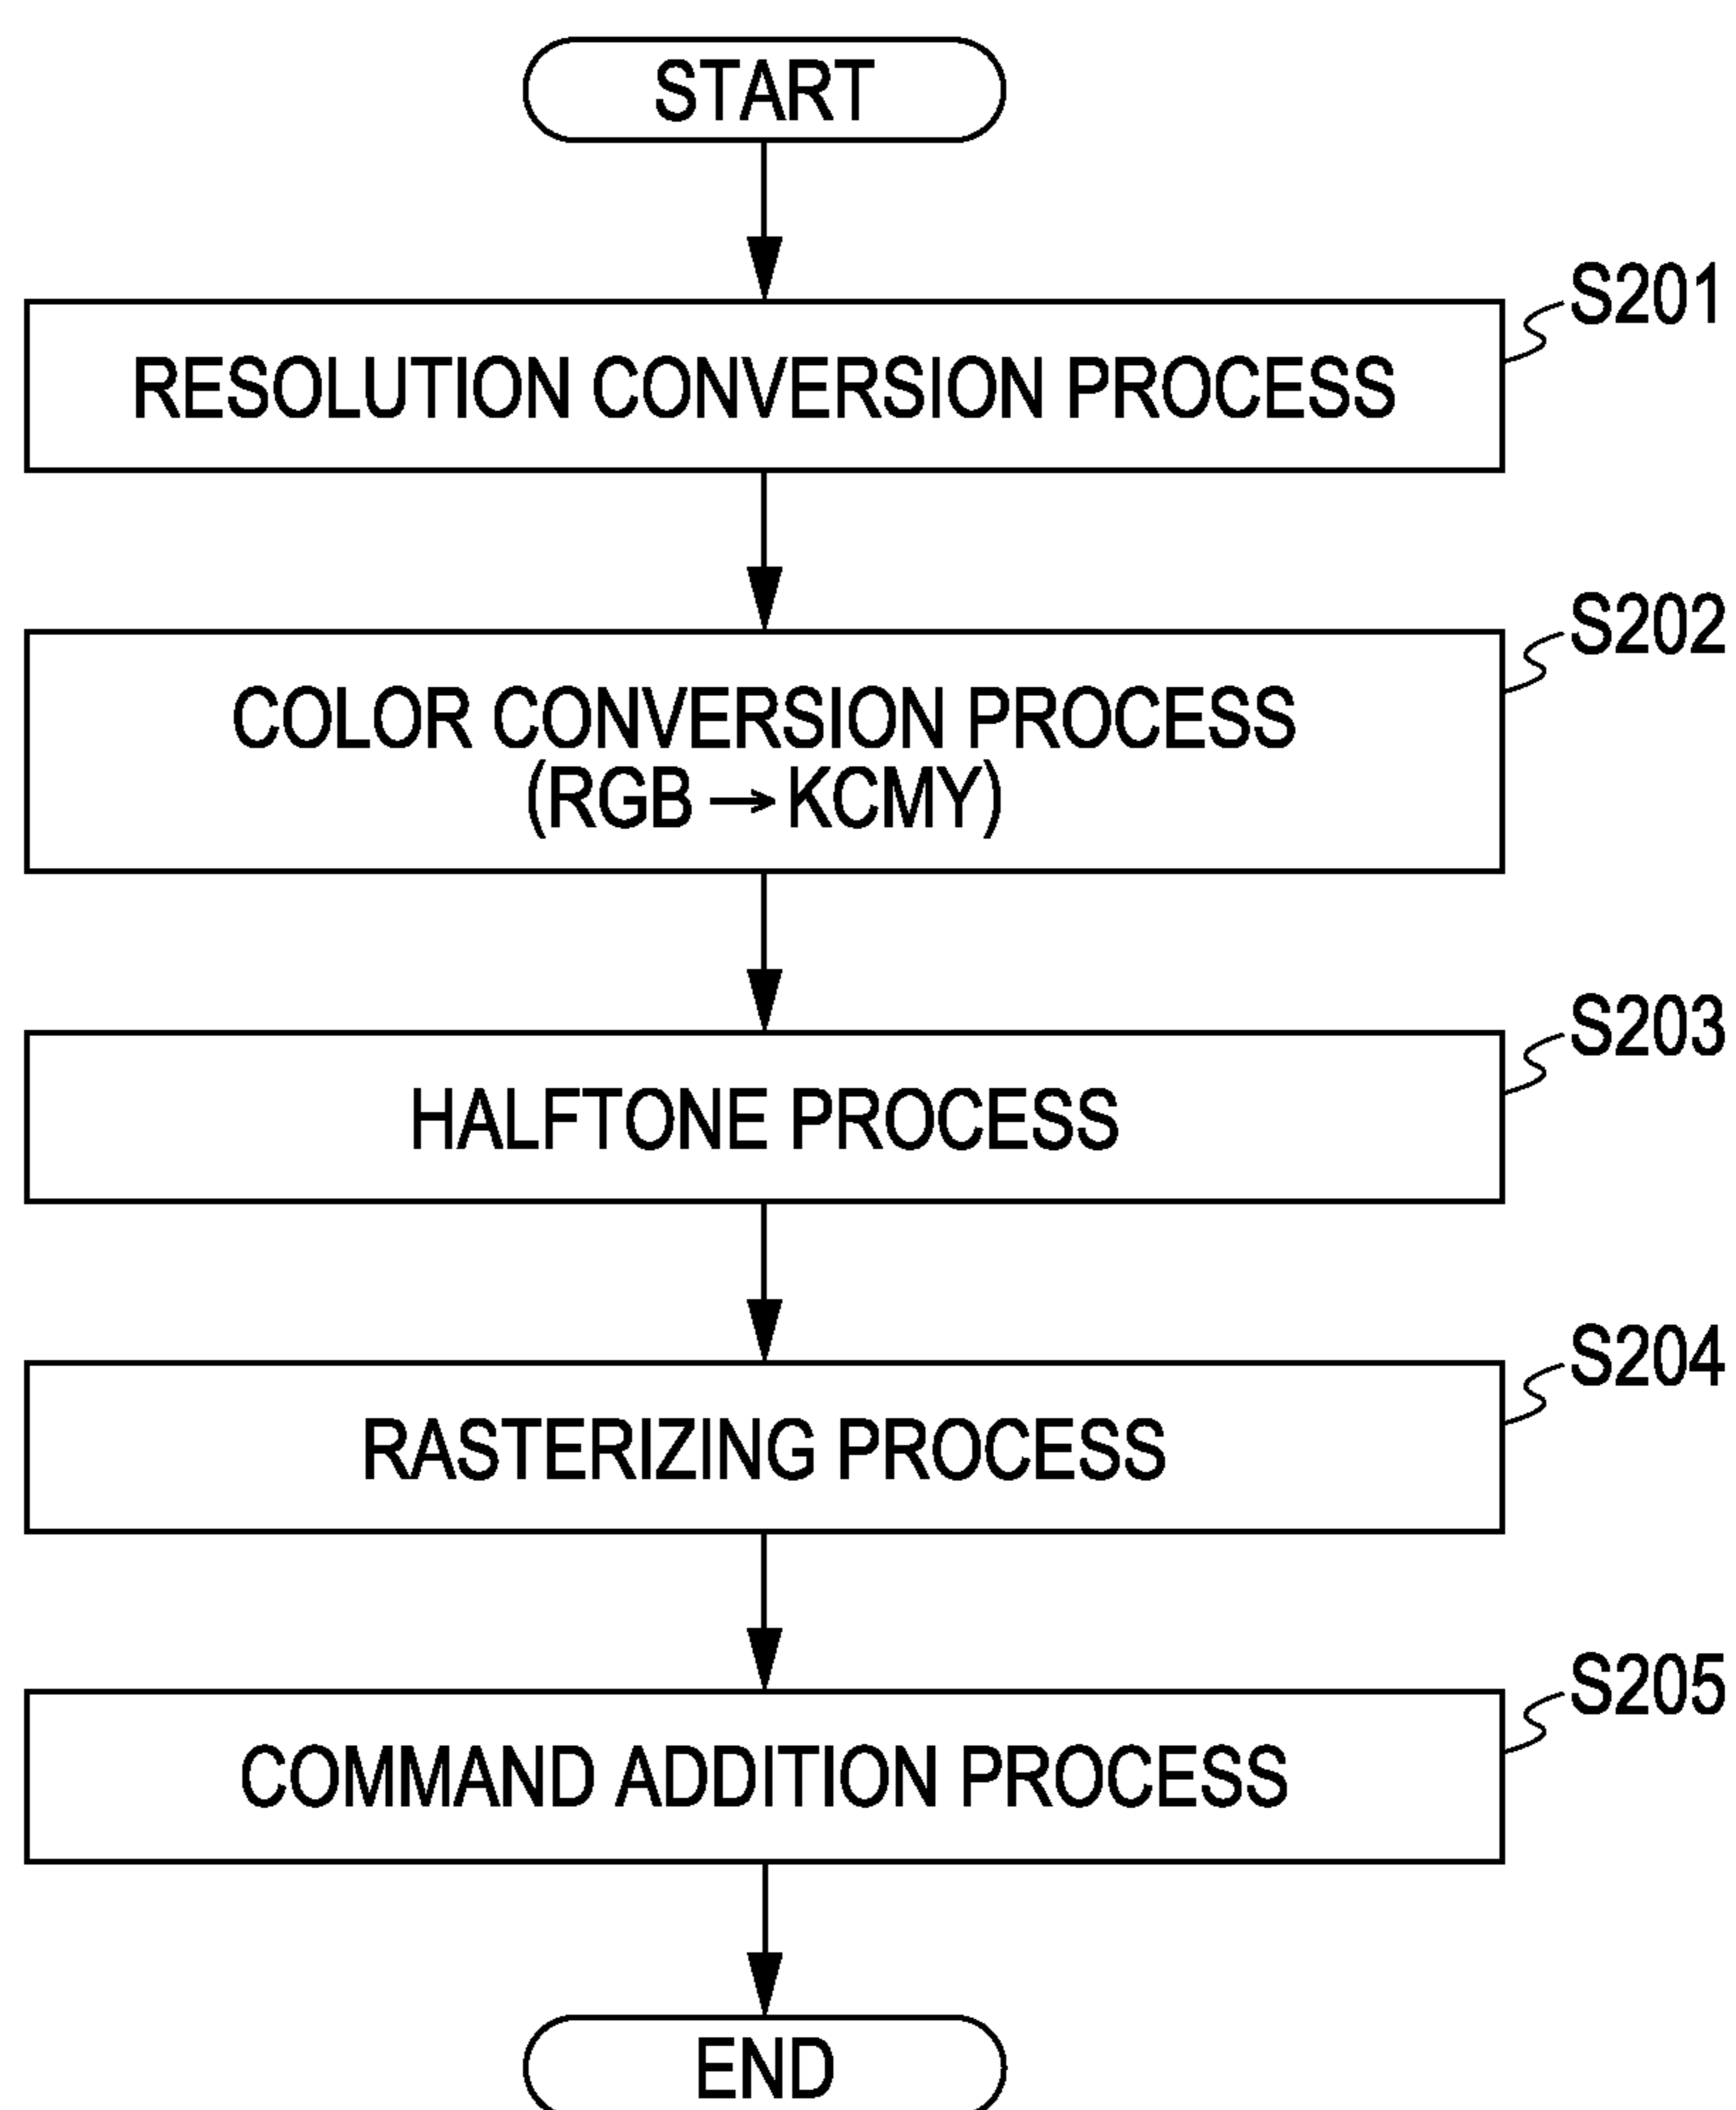 START
S201
RESOLUTION CONVERSION PROCESS
S202
COLOR CONVERSION PROCESS
(RGB→KCMY)
S203
HALFTONE PROCESS
S204
RASTERIZING PROCESS
S205
COMMAND ADDITION PROCESS
END